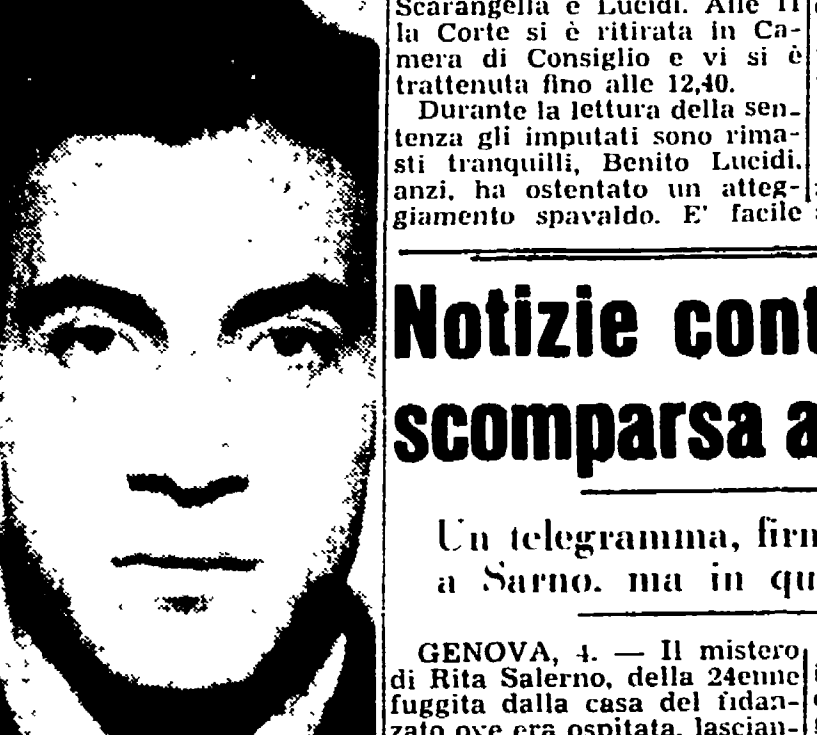 Scarangella e Lucidi. Alle 11
la Corte si è ritirata in Ca-
mera di Consiglio e vi si è
trattenuta fino alle 12,40.
Durante la lettura della sen-
tenza gli imputati sono rima-
sti tranquilli, Benito Lucidi,
anzi, ha ostentato un atteg-
giamento spavaldo. E' facile
Notizie cont
scomparsa a
Un telegramma, firm
a Sarno, ma in qu
GENOVA, 4. — Il mistero
di Rita Salerno, della 24enne
fuggita dalla casa del fidan-
zato ove era ospitata, lascian-